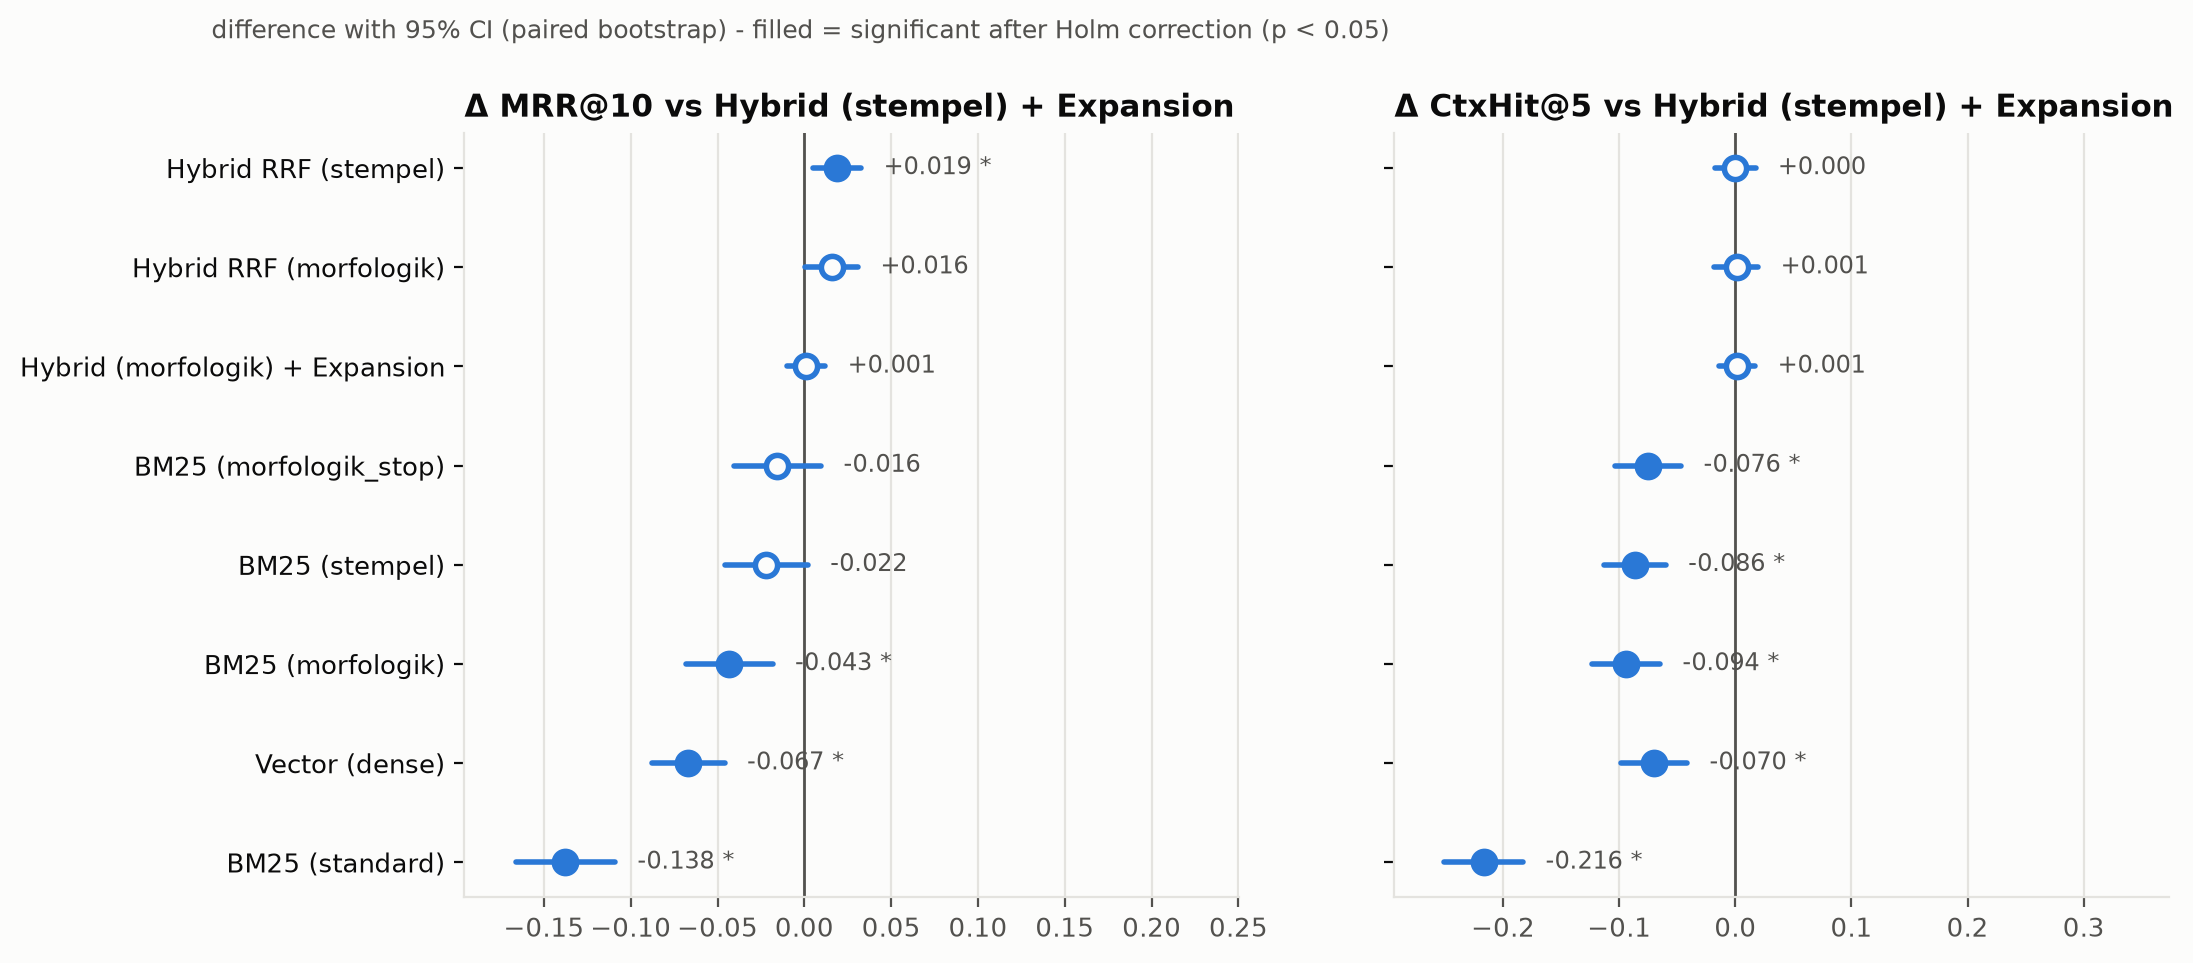 difference with 95% CI (paired bootstrap) - filled = significant after Holm correction (p < 0.05)
Δ MRR@10 vs Hybrid (stempel) + Expansion
Δ CtxHit@5 vs Hybrid (stempel) + Expansion
Hybrid RRF (stempel)
+0.019 *
+0.000
Hybrid RRF (morfologik)
+0.016
+0.001
Hybrid (morfologik) + Expansion
+0.001
+0.001
BM25 (morfologik_stop)
-0.016
-0.076 *
BM25 (stempel)
-0.022
-0.086 *
BM25 (morfologik)
-0.043 *
-0.094 *
Vector (dense)
-0.067 *
-0.070 *
BM25 (standard)
-0.138 *
-0.216 *
−0.15 −0.10 −0.05 0.00 0.05 0.10 0.15 0.20 0.25
−0.2 −0.1 0.0 0.1 0.2 0.3